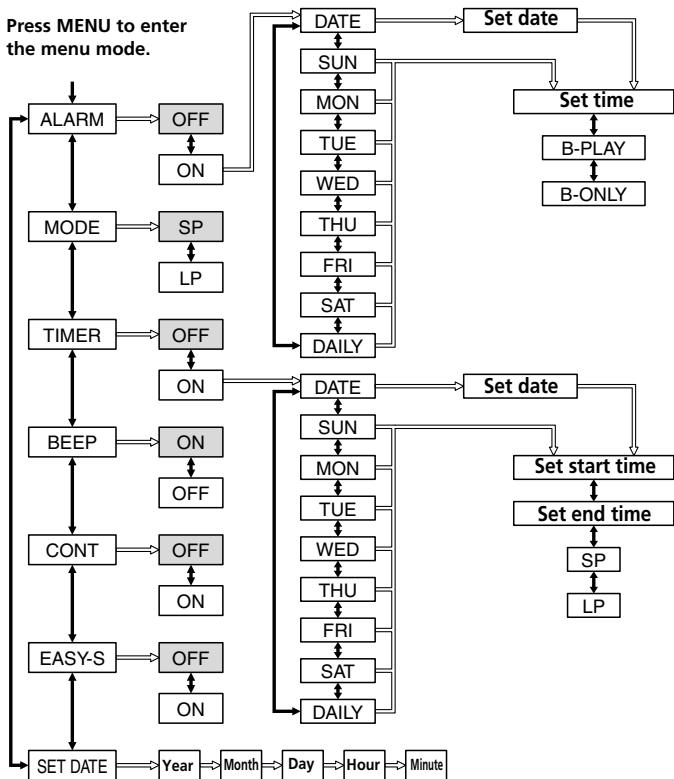 Press MENU to enter
the menu mode.
ALARM
OFF
ON
MODE
SP
LP
TIMER
OFF
ON
BEEP
ON
OFF
CONT
OFF
ON
EASY-S
OFF
ON
SET DATE
Year
Month
Day
Hour
Minute
DATE
SUN
MON
TUE
WED
THU
FRI
SAT
DAILY
Set date
Set time
B-PLAY
B-ONLY
DATE
SUN
MON
TUE
WED
THU
FRI
SAT
DAILY
Set date
Set start time
Set end time
SP
LP